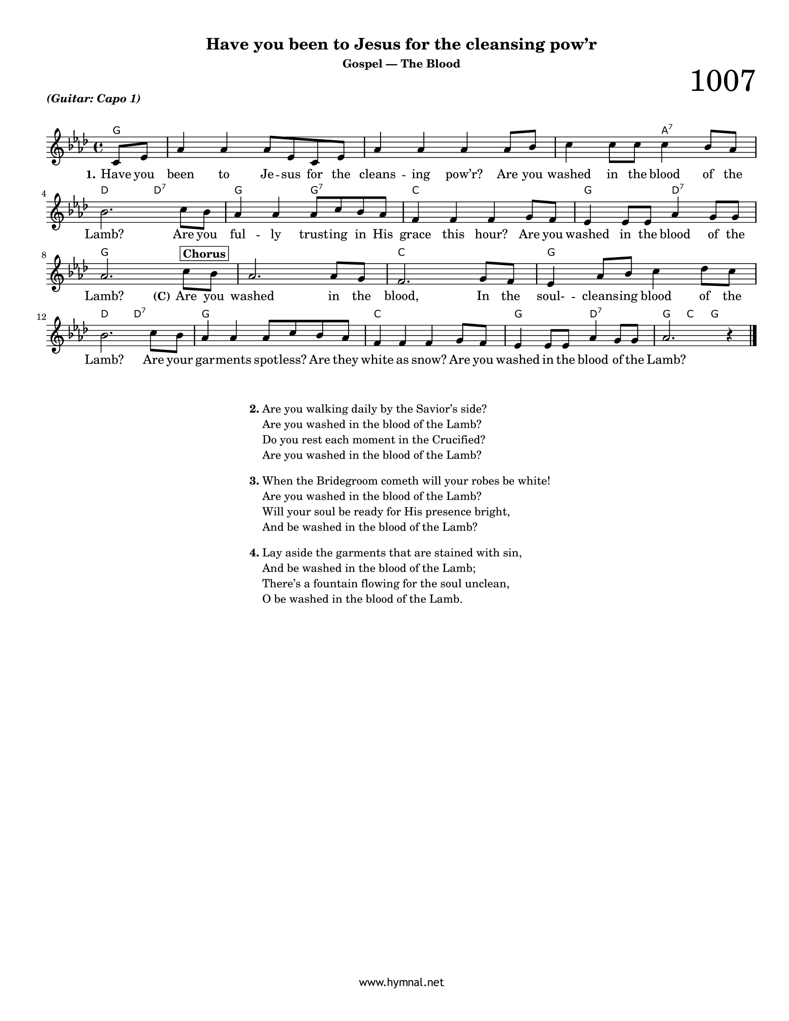 Have you been to Jesus for the cleansing pow’r
Gospel — The Blood
1007
(Guitar: Capo 1)
G A7
1. Have you been to Je - sus for the cleans - ing pow’r? Are you washed in the blood of the
4 D D7 G G7 C G D7
Lamb? Are you ful - ly trusting in His grace this hour? Are you washed in the blood of the
8 G Chorus C G
Lamb? (C) Are you washed in the blood, In the soul- - cleansing blood of the
12 D D7 G C G D7 G C G
Lamb? Are your garments spotless? Are they white as snow? Are you washed in the blood of the Lamb?
2. Are you walking daily by the Savior’s side?
Are you washed in the blood of the Lamb?
Do you rest each moment in the Crucified?
Are you washed in the blood of the Lamb?
3. When the Bridegroom cometh will your robes be white!
Are you washed in the blood of the Lamb?
Will your soul be ready for His presence bright,
And be washed in the blood of the Lamb?
4. Lay aside the garments that are stained with sin,
And be washed in the blood of the Lamb;
There’s a fountain flowing for the soul unclean,
O be washed in the blood of the Lamb.
www.hymnal.net